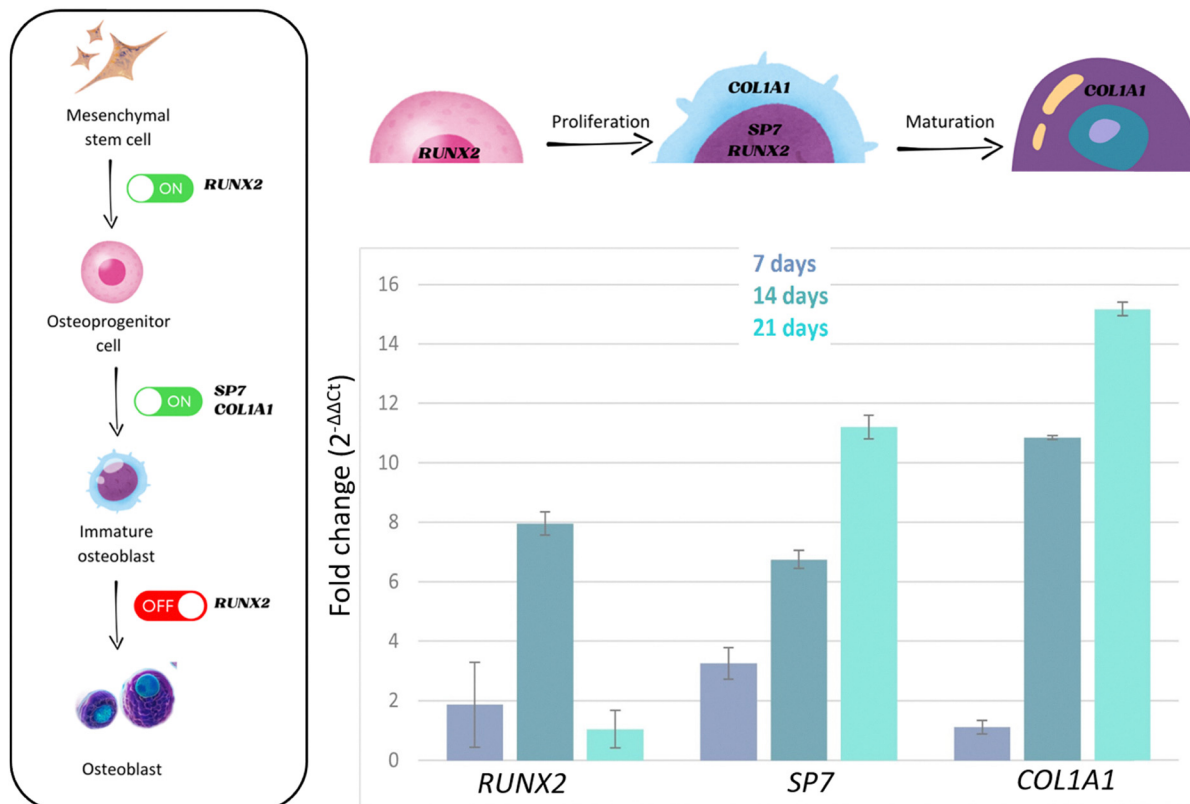 Mesenchymal
stem cell
ON
RUNX2
Osteoprogenitor
cell
ON
SP7
COL1A1
Immature
osteoblast
OFF
RUNX2
Osteoblast
RUNX2
Proliferation
COL1A1
SP7
RUNX2
Maturation
COL1A1
7 days
14 days
21 days
Fold change (2^-ΔΔCt)
16
14
12
10
8
6
4
2
0
RUNX2
SP7
COL1A1